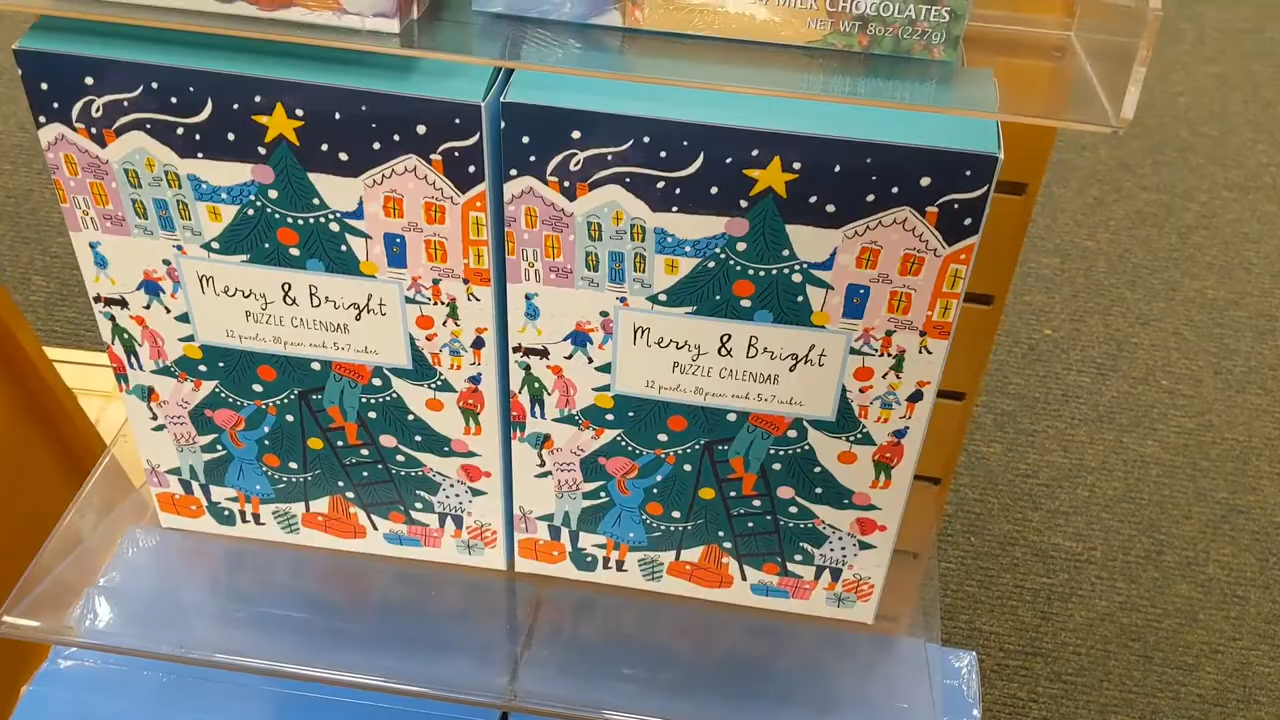 MILK CHOCOLATES
NET WT 8oz (227g)
Merry & Bright
PUZZLE CALENDAR
12 puzzles • 80 pieces each • 5x7 inches
Merry & Bright
PUZZLE CALENDAR
12 puzzles • 80 pieces each • 5x7 inches